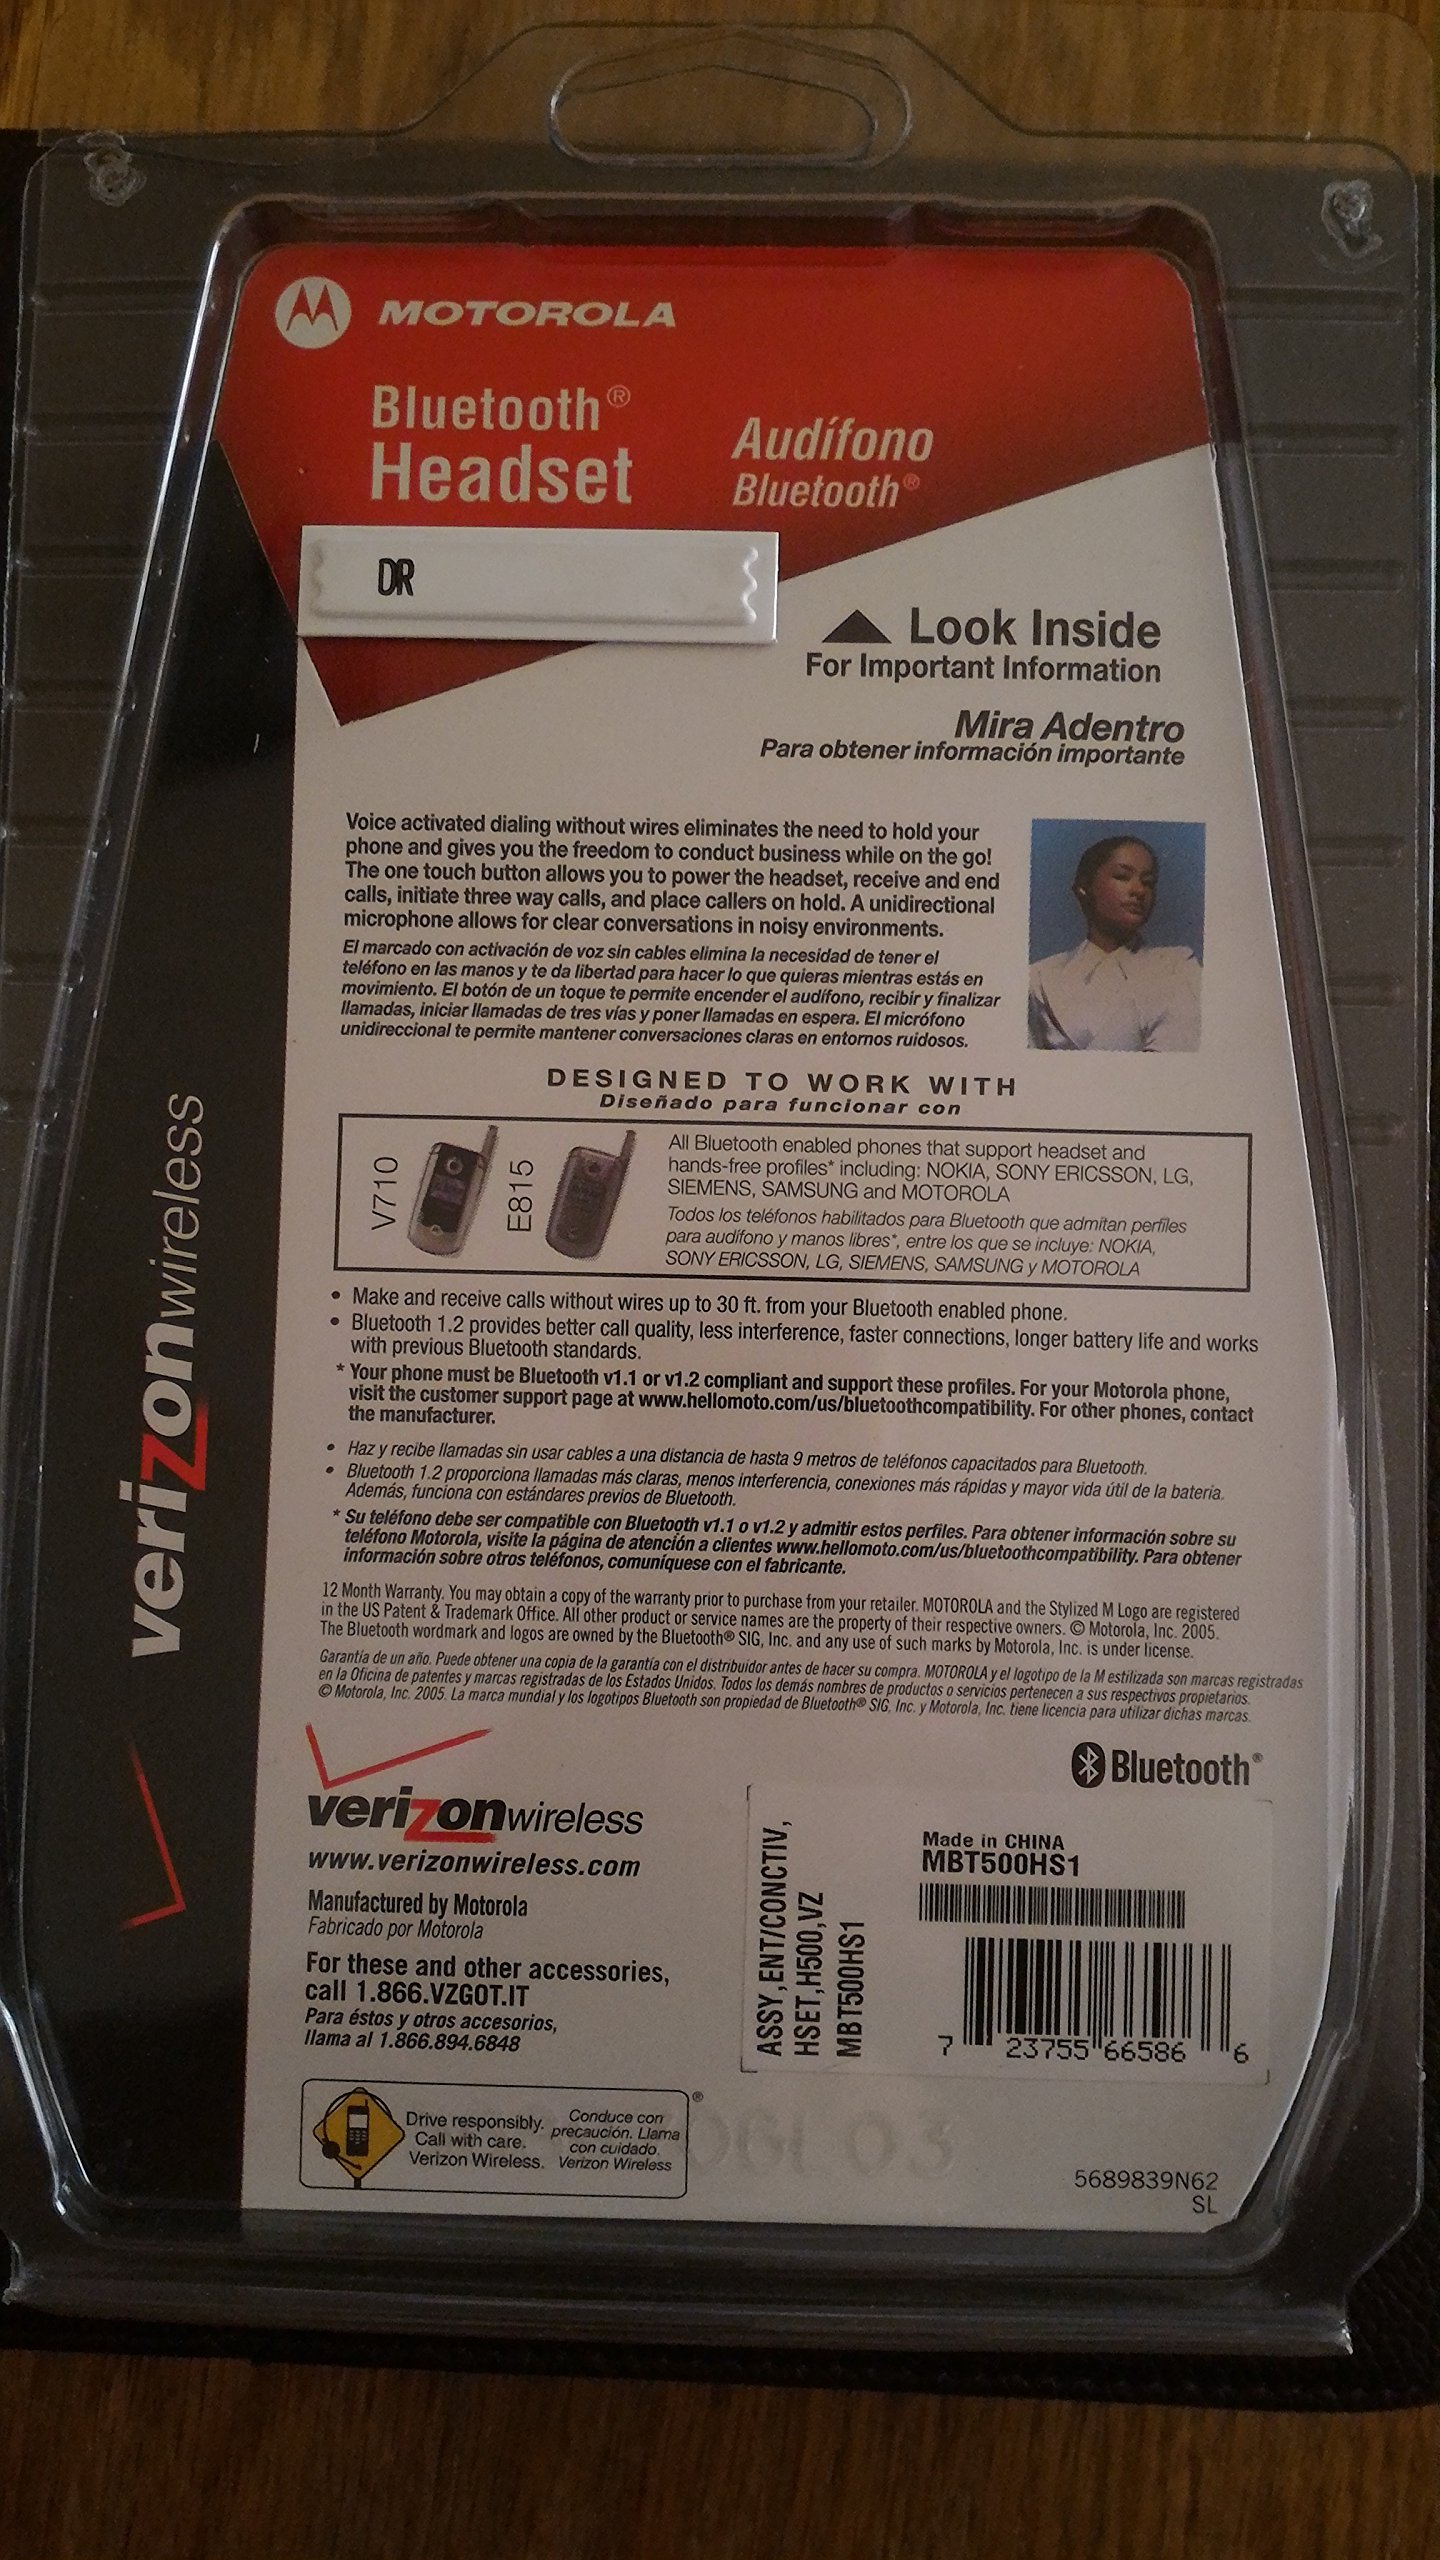 MOTOROLA
Bluetooth®
Headset
Audífono
Bluetooth®
DR
Look Inside
For Important Information
Mira Adentro
Para obtener información importante
Voice activated dialing without wires eliminates the need to hold your
phone and gives you the freedom to conduct business while on the go!
The one touch button allows you to power the headset, receive and end
calls, initiate three way calls, and place callers on hold. A unidirectional
microphone allows for clear conversations in noisy environments.
El marcado con activación de voz sin cables elimina la necesidad de tener el
teléfono en las manos y te da libertad para hacer lo que quieras mientras estás en
movimiento. El botón de un toque te permite encender el audífono, recibir y finalizar
llamadas, iniciar llamadas de tres vías y poner llamadas en espera. El micrófono
unidireccional te permite mantener conversaciones claras en entornos ruidosos.
DESIGNED TO WORK WITH
Diseñado para funcionar con
V710
E815
All Bluetooth enabled phones that support headset and
hands-free profiles* including: NOKIA, SONY ERICSSON, LG,
SIEMENS, SAMSUNG and MOTOROLA
Todos los teléfonos habilitados para Bluetooth que admitan perfiles
para audífono y manos libres*, entre los que se incluye: NOKIA,
SONY ERICSSON, LG, SIEMENS, SAMSUNG y MOTOROLA
• Make and receive calls without wires up to 30 ft. from your Bluetooth enabled phone.
• Bluetooth 1.2 provides better call quality, less interference, faster connections, longer battery life and works
with previous Bluetooth standards.
* Your phone must be Bluetooth v1.1 or v1.2 compliant and support these profiles. For your Motorola phone,
visit the customer support page at www.hellomoto.com/us/bluetoothcompatibility. For other phones, contact
the manufacturer.
• Haz y recibe llamadas sin usar cables a una distancia de hasta 9 metros de teléfonos capacitados para Bluetooth.
• Bluetooth 1.2 proporciona llamadas más claras, menos interferencia, conexiones más rápidas y mayor vida útil de la batería.
Además, funciona con estándares previos de Bluetooth.
* Su teléfono debe ser compatible con Bluetooth v1.1 o v1.2 y admitir estos perfiles. Para obtener información sobre su
teléfono Motorola, visite la página de atención a clientes www.hellomoto.com/us/bluetoothcompatibility. Para obtener
información sobre otros teléfonos, comuníquese con el fabricante.
12 Month Warranty. You may obtain a copy of the warranty prior to purchase from your retailer. MOTOROLA and the Stylized M Logo are registered
in the US Patent & Trademark Office. All other product or service names are the property of their respective owners. © Motorola, Inc. 2005.
The Bluetooth wordmark and logos are owned by the Bluetooth® SIG, Inc. and any use of such marks by Motorola, Inc. is under license.
Garantía de un año. Puede obtener una copia de la garantía con el distribuidor antes de hacer su compra. MOTOROLA y el logotipo de la M estilizada son marcas registradas
en la Oficina de patentes y marcas registradas de los Estados Unidos. Todos los demás nombres de productos o servicios pertenecen a sus respectivos propietarios.
© Motorola, Inc. 2005. La marca mundial y los logotipos Bluetooth son propiedad de Bluetooth® SIG, Inc. y Motorola, Inc. tiene licencia para utilizar dichas marcas.
verizonwireless
Bluetooth®
verizonwireless
www.verizonwireless.com
Manufactured by Motorola
Fabricado por Motorola
For these and other accessories,
call 1.866.VZGOT.IT
Para éstos y otros accesorios,
llama al 1.866.894.6848
ASSY,ENT/CONCTIV,
HSET,H500,VZ
MBT500HS1
Made in CHINA
MBT500HS1
7 23755 66586 6
Drive responsibly.
Call with care.
Verizon Wireless.
Conduce con
precaución. Llama
con cuidado.
Verizon Wireless
®
5689839N62
SL